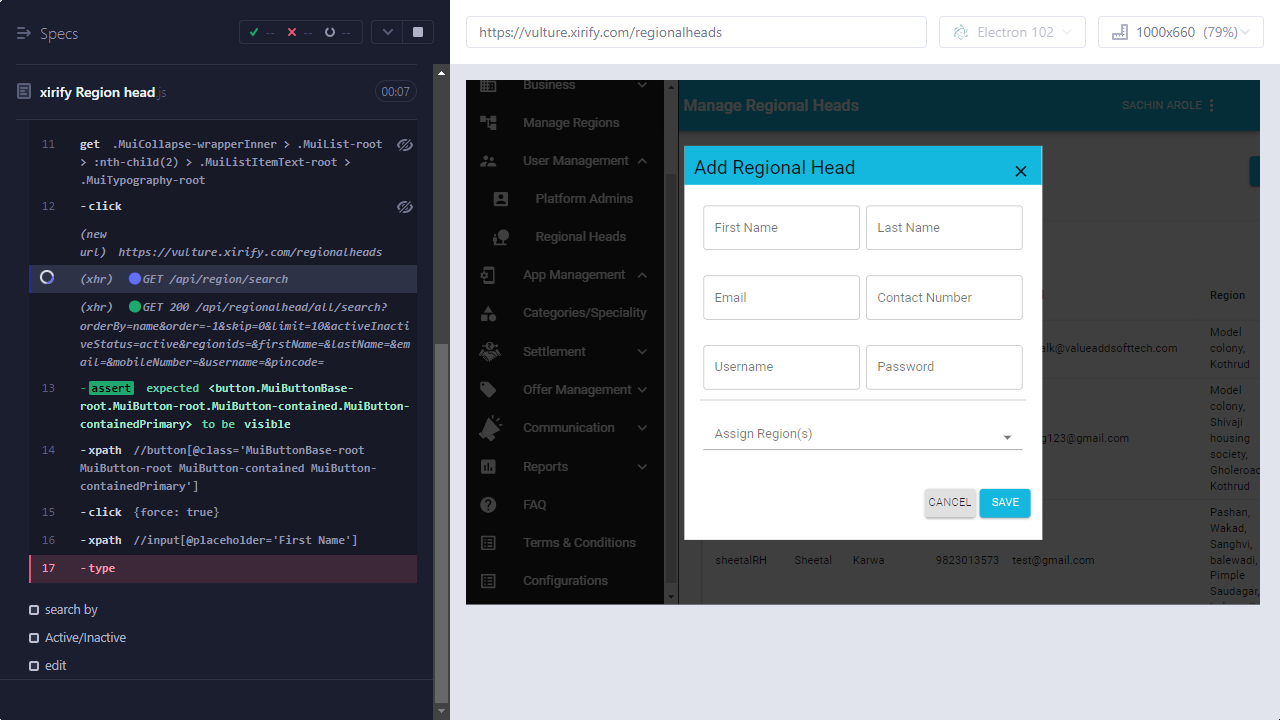 Specs
--
--
--
xirify Region head.js
00:07
11 get .MuiCollapse-wrapperInner > .MuiList-root
> :nth-child(2) > .MuiListItemText-root >
.MuiTypography-root
12 -click
(new
url) https://vulture.xirify.com/regionalheads
(xhr) GET /api/region/search
(xhr) GET 200 /api/regionalhead/all/search?
orderBy=name&order=-1&skip=0&limit=10&activeInacti
veStatus=active&regionids=&firstName=&lastName=&em
ail=&mobileNumber=&username=&pincode=
13 -assert expected <button.MuiButtonBase-
root.MuiButton-root.MuiButton-contained.MuiButton-
containedPrimary> to be visible
14 -xpath //button[@class='MuiButtonBase-root
MuiButton-root MuiButton-contained MuiButton-
containedPrimary']
15 -click {force: true}
16 -xpath //input[@placeholder='First Name']
17 -type
search by
Active/Inactive
edit
https://vulture.xirify.com/regionalheads
Electron 102
1000x660 (79%)
Business
Manage Regions
User Management
Platform Admins
Regional Heads
App Management
Categories/Speciality
Settlement
Offer Management
Communication
Reports
FAQ
Terms & Conditions
Configurations
Manage Regional Heads
SACHIN AROLE
Add Regional Head
First Name
Last Name
Email
Contact Number
Username
Password
Assign Region(s)
CANCEL
SAVE
Region
alk@valueaddsofttech.com
Model
colony,
Kothrud
g123@gmail.com
Model
colony,
Shivaji
housing
society,
Gholeroad
Kothrud
sheetalRH Sheetal Karwa 9823013573 test@gmail.com
Pashan,
Wakad,
Sanghvi,
balewadi,
Pimple
Saudagar,